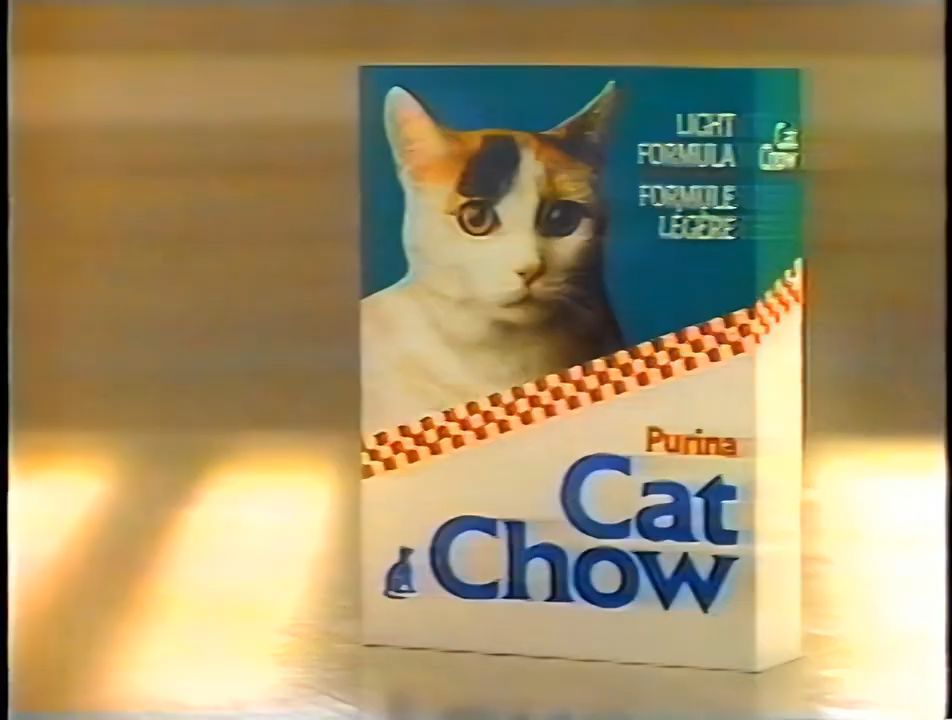 LIGHT
FORMULA
FORMULE
LÉGÈRE
Cat
Chow
Purina
Cat
Chow